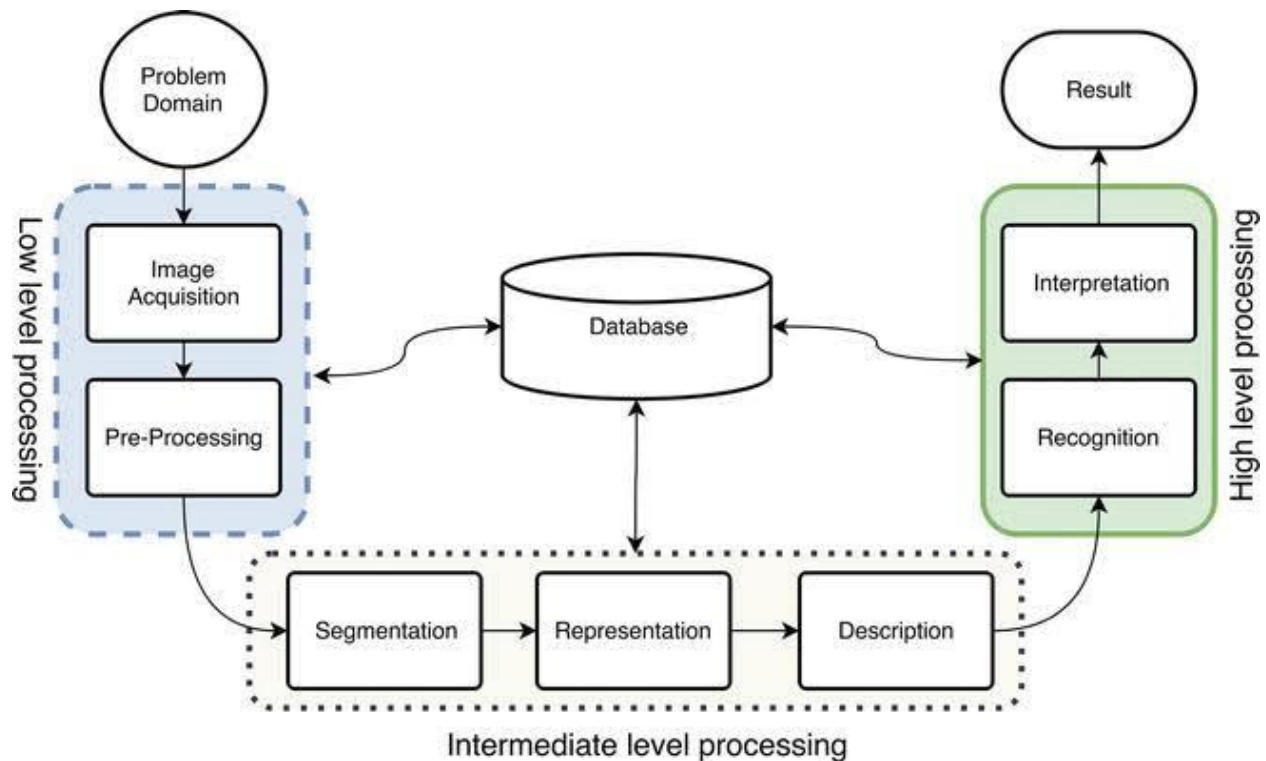 Problem
Domain
Low level processing
Image
Acquisition
Pre-Processing
Segmentation
Representation
Description
Intermediate level processing
Database
Recognition
Interpretation
High level processing
Result